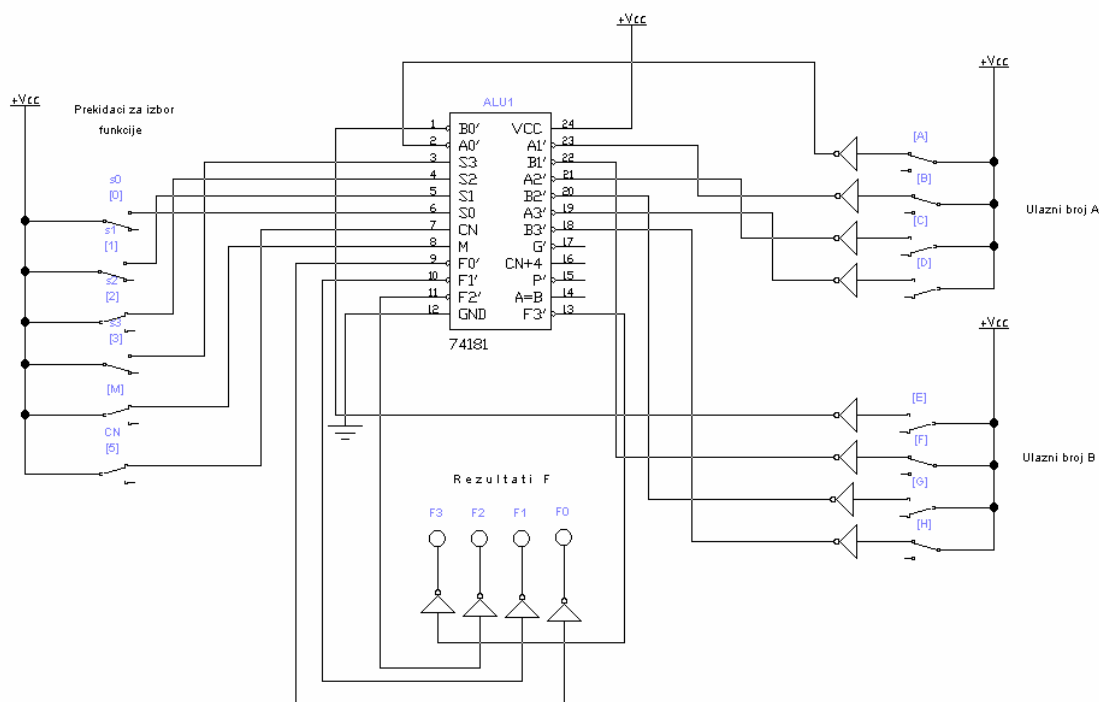 +Vcc
+Vcc
+Vcc
Prekidaci za izbor
funkcije
ALU1
1 B0' VCC 24
2 A0' A1' 23
3 S3 B1' 22
4 S2 A2' 21
5 S1 B2' 20
6 S0 A3' 19
7 CN B3' 18
8 M G' 17
9 F0' CN+4 16
10 F1' P' 15
11 F2' A=B 14
12 GND F3' 13
74181
s0
[0]
s1
[1]
s2
[2]
s3
[3]
[M]
CN
[5]
[A]
[B]
[C]
[D]
Ulazni broj A
+Vcc
[E]
[F]
[G]
[H]
Ulazni broj B
Rezultati F
F3 F2 F1 F0